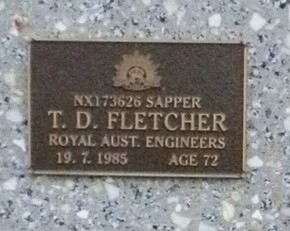 NX173626 SAPPER
T. D. FLETCHER
ROYAL AUST. ENGINEERS
19. 7. 1985 AGE 72